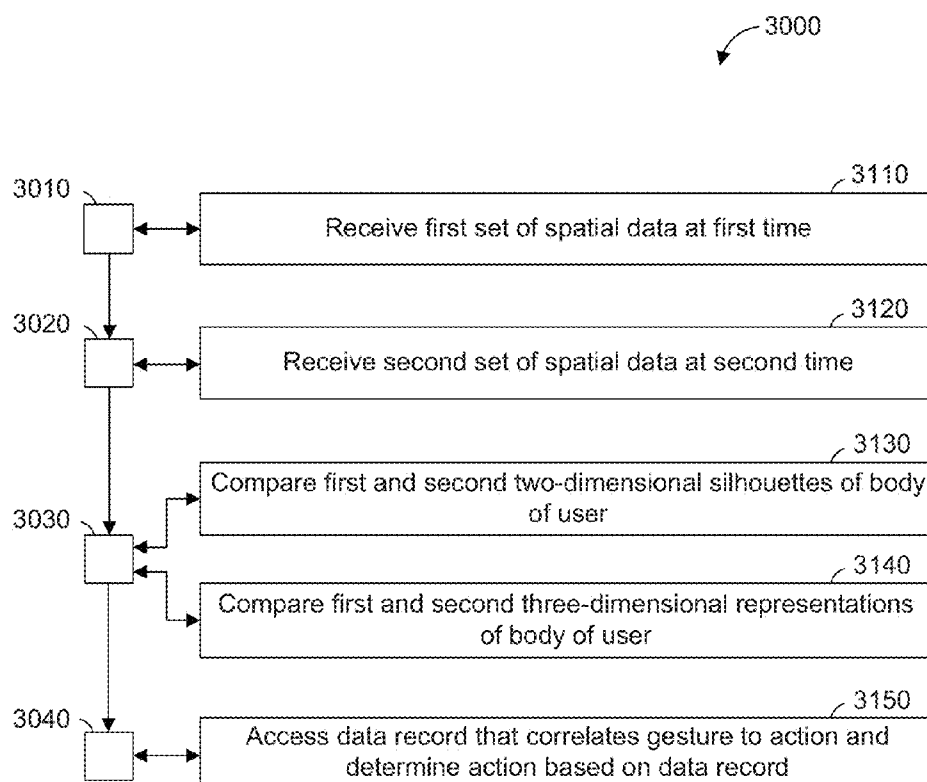 3000
3010
3110
Receive first set of spatial data at first time
3020
3120
Receive second set of spatial data at second time
3130
Compare first and second two-dimensional silhouettes of body
of user
3030
3140
Compare first and second three-dimensional representations
of body of user
3040
3150
Access data record that correlates gesture to action and
determine action based on data record